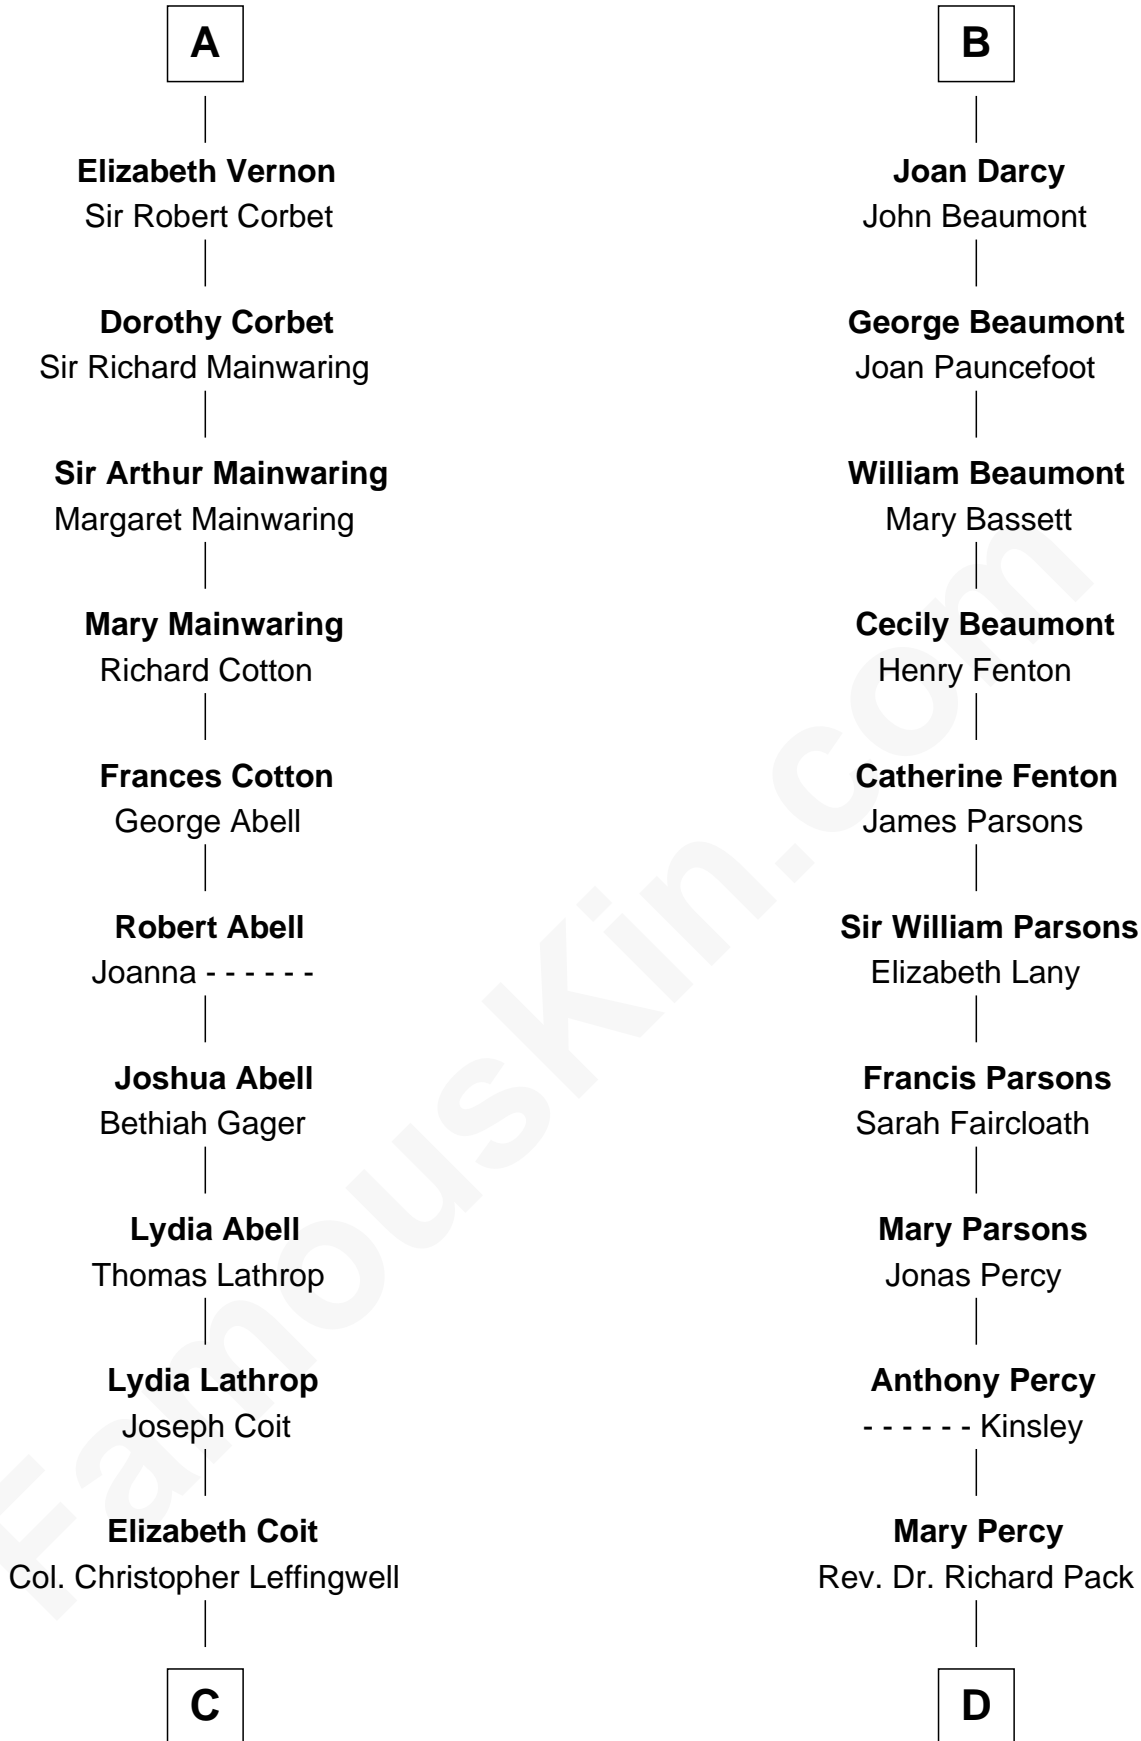 A
Elizabeth Vernon
Sir Robert Corbet
Dorothy Corbet
Sir Richard Mainwaring
Sir Arthur Mainwaring
Margaret Mainwaring
Mary Mainwaring
Richard Cotton
Frances Cotton
George Abell
Robert Abell
Joanna - - - - - -
Joshua Abell
Bethiah Gager
Lydia Abell
Thomas Lathrop
Lydia Lathrop
Joseph Coit
Elizabeth Coit
Col. Christopher Leffingwell
C
B
Joan Darcy
John Beaumont
George Beaumont
Joan Pauncefoot
William Beaumont
Mary Bassett
Cecily Beaumont
Henry Fenton
Catherine Fenton
James Parsons
Sir William Parsons
Elizabeth Lany
Francis Parsons
Sarah Faircloath
Mary Parsons
Jonas Percy
Anthony Percy
- - - - - - Kinsley
Mary Percy
Rev. Dr. Richard Pack
D
FamousKin.com